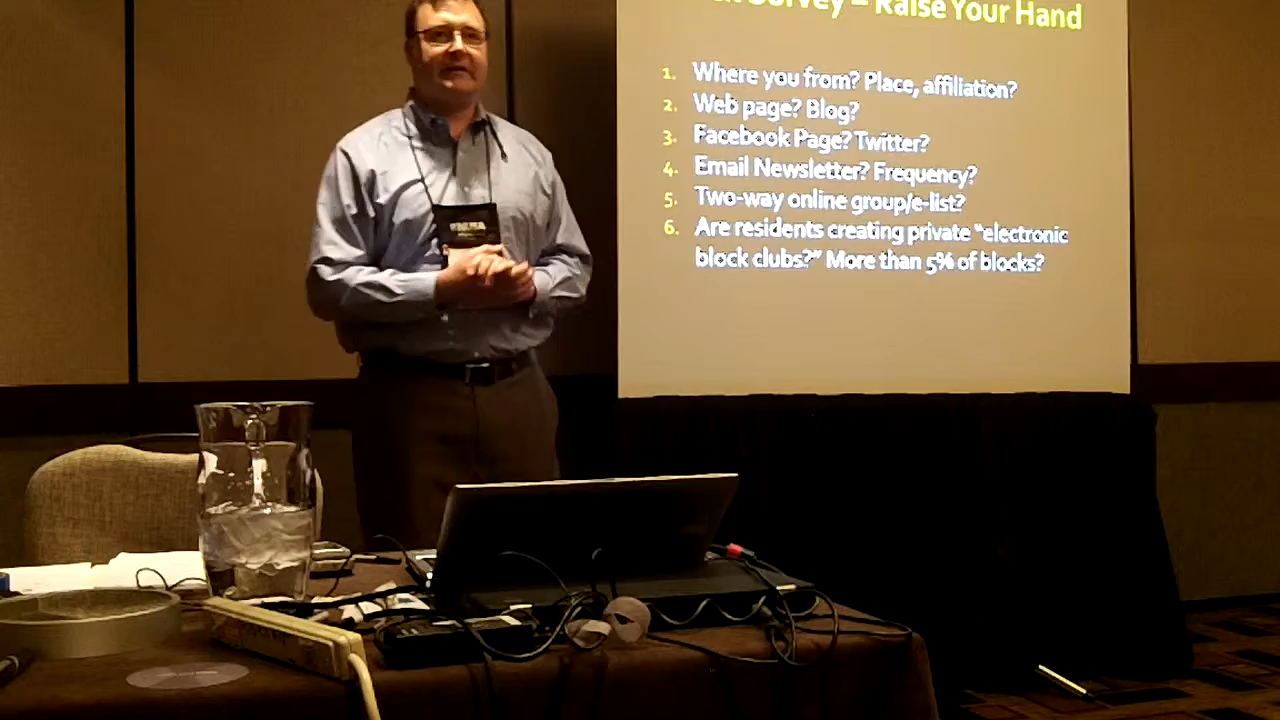 Survey – Raise Your Hand
1. Where you from? Place, affiliation?
2. Web page? Blog?
3. Facebook Page? Twitter?
4. Email Newsletter? Frequency?
5. Two-way online group/e-list?
6. Are residents creating private “electronic
block clubs?” More than 5% of blocks?